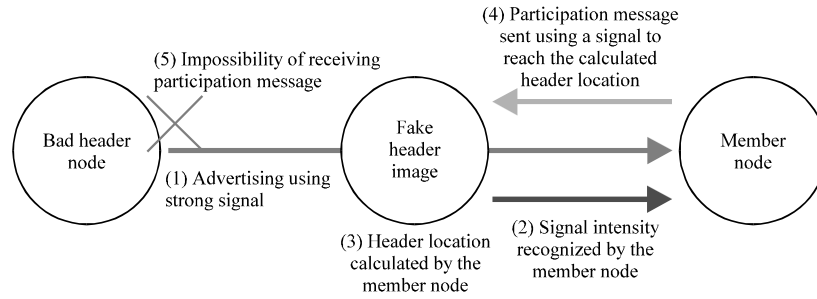 (4) Participation message
sent using a signal to
reach the calculated
header location
(5) Impossibility of receiving
participation message
Bad header
node
Fake
header
image
Member
node
(1) Advertising using
strong signal
(2) Signal intensity
recognized by the
member node
(3) Header location
calculated by the
member node